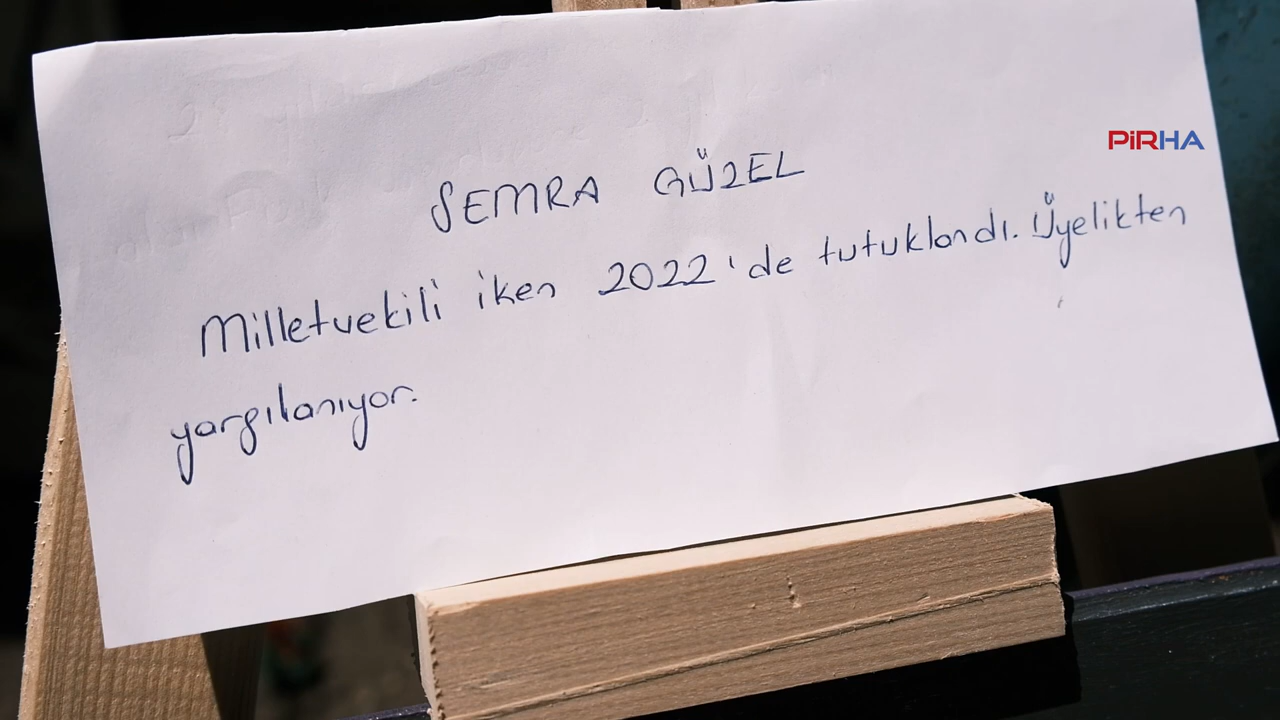 PİRHA
SEMRA GÜZEL
Milletvekili iken 2022'de tutuklandı. Üyelikten
yargılanıyor.